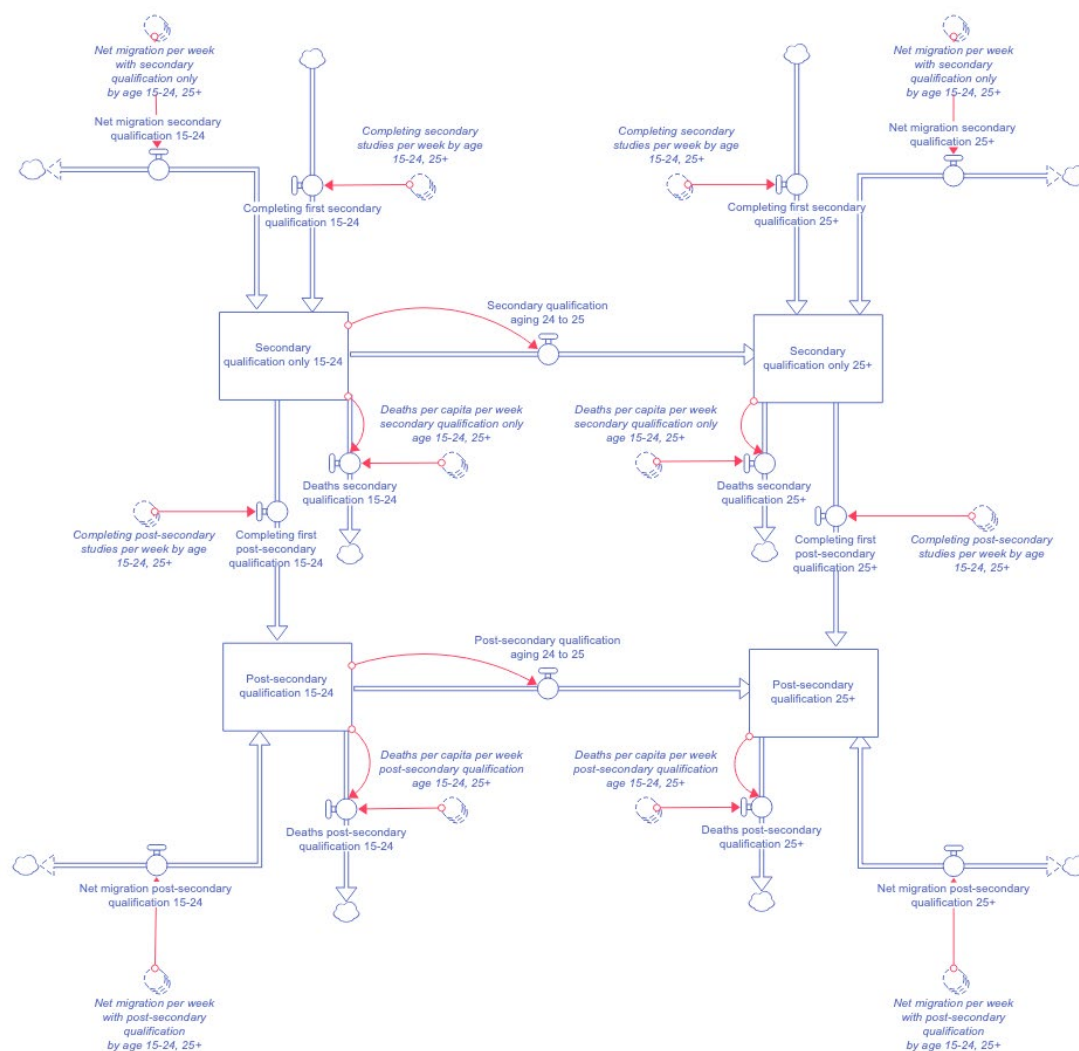 Net migration per week
with secondary
qualification only
by age 15-24, 25+
Net migration secondary
qualification 15-24
Completing secondary
studies per week by age
15-24, 25+
Completing first secondary
qualification 15-24
Completing secondary
studies per week by age
15-24, 25+
Completing first secondary
qualification 25+
Net migration per week
with secondary
qualification only
by age 15-24, 25+
Net migration secondary
qualification 25+
Secondary
qualification only 15-24
Secondary qualification
aging 24 to 25
Secondary
qualification only 25+
Deaths per capita per week
secondary qualification only
age 15-24, 25+
Deaths secondary
qualification 15-24
Deaths per capita per week
secondary qualification only
age 15-24, 25+
Deaths secondary
qualification 25+
Completing post-secondary
studies per week by age
15-24, 25+
Completing first
post-secondary
qualification 15-24
Completing first
post-secondary
qualification 25+
Completing post-secondary
studies per week by age
15-24, 25+
Post-secondary
qualification 15-24
Post-secondary qualification
aging 24 to 25
Post-secondary
qualification 25+
Deaths per capita per week
post-secondary qualification
age 15-24, 25+
Deaths post-secondary
qualification 15-24
Deaths per capita per week
post-secondary qualification
age 15-24, 25+
Deaths post-secondary
qualification 25+
Net migration post-secondary
qualification 15-24
Net migration post-secondary
qualification 25+
Net migration per week
with post-secondary
qualification
by age 15-24, 25+
Net migration per week
with post-secondary
qualification
by age 15-24, 25+